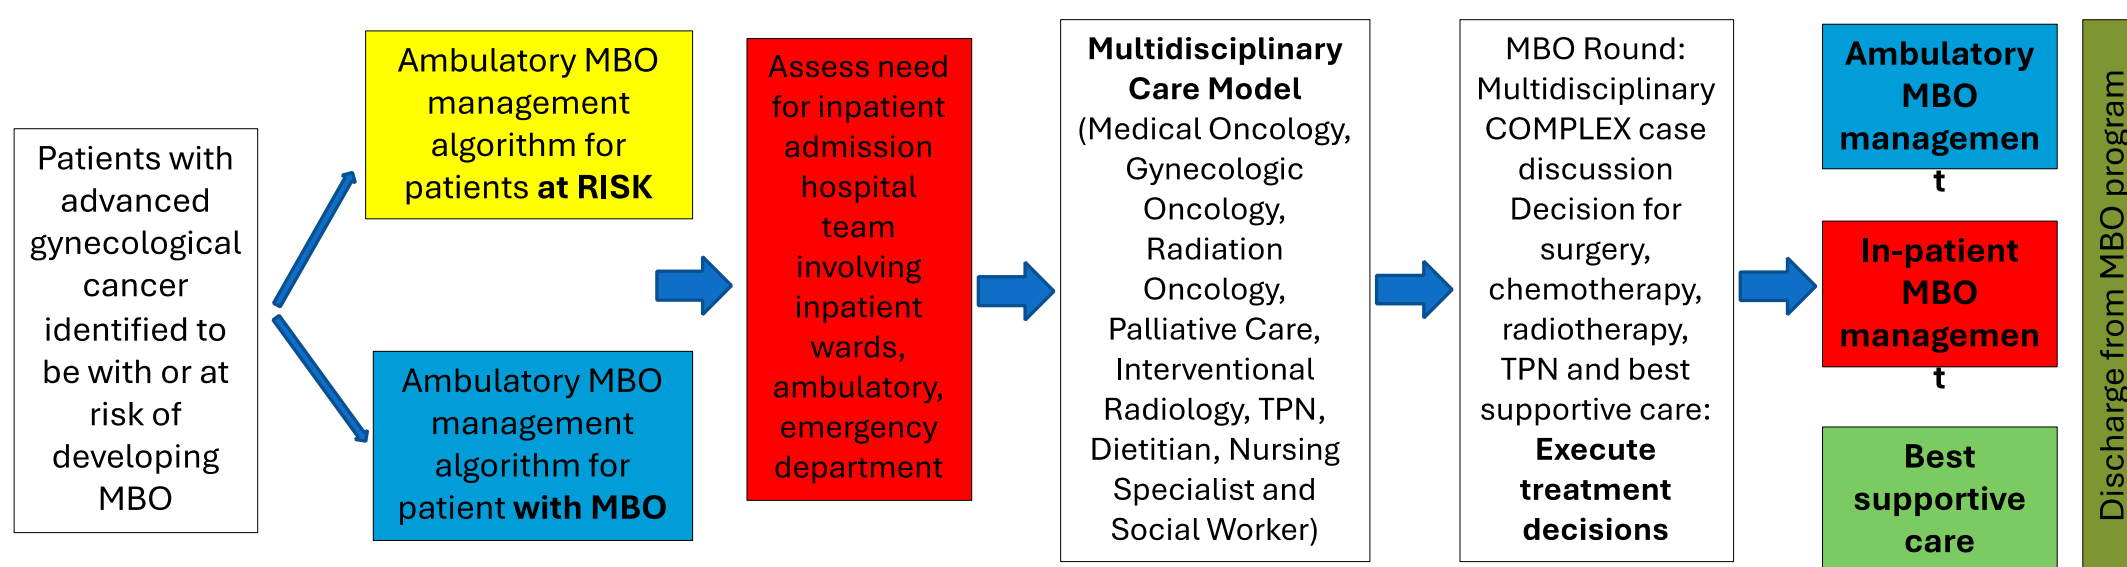 Patients with
advanced
gynecological
cancer
identified to
be with or at
risk of
developing
MBO
Ambulatory MBO
management
algorithm for
patients at RISK
Ambulatory MBO
management
algorithm for
patient with MBO
Assess need
for inpatient
admission
hospital
team
involving
inpatient
wards,
ambulatory,
emergency
department
Multidisciplinary
Care Model
(Medical Oncology,
Gynecologic
Oncology,
Radiation
Oncology,
Palliative Care,
Interventional
Radiology, TPN,
Dietitian, Nursing
Specialist and
Social Worker)
MBO Round:
Multidisciplinary
COMPLEX case
discussion
Decision for
surgery,
chemotherapy,
radiotherapy,
TPN and best
supportive care:
Execute
treatment
decisions
Ambulatory
MBO
managemen
t
In-patient
MBO
managemen
t
Best
supportive
care
Discharge from MBO program